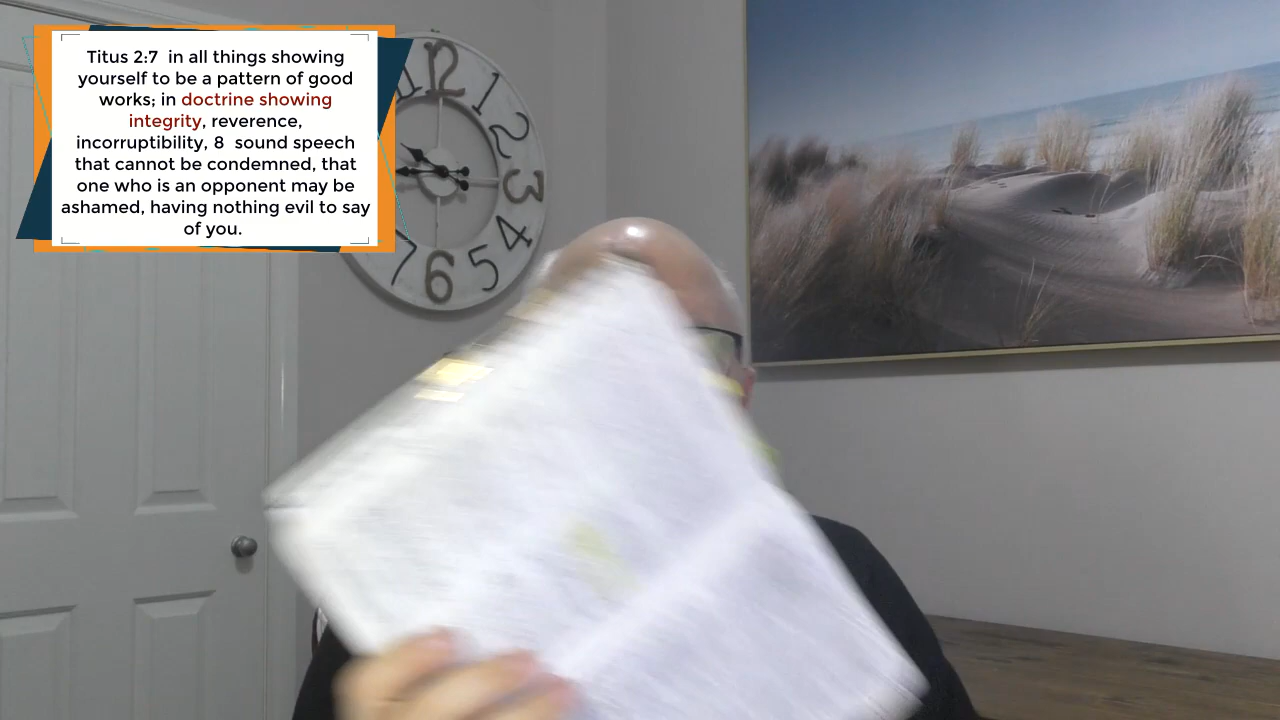 Titus 2:7  in all things showing
yourself to be a pattern of good
works; in doctrine showing
integrity, reverence,
incorruptibility, 8  sound speech
that cannot be condemned, that
one who is an opponent may be
ashamed, having nothing evil to say
of you.
12
1
2
3
4
5
6
7